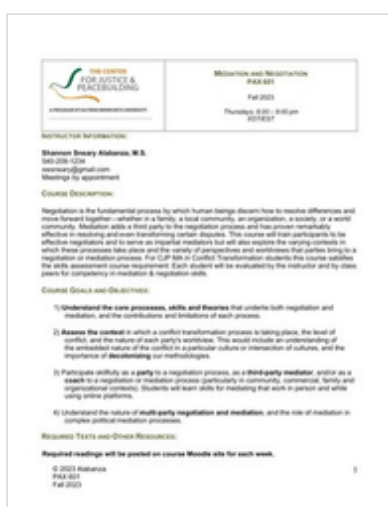 THE CENTER
FOR JUSTICE &
PEACEBUILDING
A PROGRAM OF EASTERN MENNONITE UNIVERSITY
MEDIATION AND NEGOTIATION
PAX 601
Fall 2023
Thursdays, 6:00 – 9:00 pm
EDT/EST
INSTRUCTOR INFORMATION:
Shannon Sneary Alabanza, M.S.
540-209-1234
@gmail.com
Meetings by appointment
COURSE DESCRIPTION:
Negotiation is the fundamental process by which human beings discern how to resolve differences and
move forward together—whether in a family, a local community, an organization, a society, or a world
community. Mediation adds a third party to the negotiation process and has proven remarkably
effective in resolving and even transforming certain disputes. This course will train participants to be
effective negotiators and to serve as impartial mediators but will also explore the varying contexts in
which these processes take place and the variety of perspectives and worldviews that parties bring to a
negotiation or mediation process. For CJP MA in Conflict Transformation students this course satisfies
the skills assessment course requirement. Each student will be evaluated by the instructor and by class
peers for competency in mediation & negotiation skills.
COURSE GOALS AND OBJECTIVES:
1) Understand the core processes, skills and theories that underlie both negotiation and
mediation, and the contributions and limitations of each process.
2) Assess the context in which a conflict transformation process is taking place, the level of
conflict, and the nature of each party's worldview. This would include an understanding of
the embedded nature of the conflict in a particular culture or intersection of cultures, and the
importance of decolonizing our methodologies.
3) Participate skillfully as a party to a negotiation process, as a third-party mediator, and/or as a
coach to a negotiation or mediation process (particularly in community, commercial, family and
organizational contexts). Students will learn skills for mediating that work in person and while
using online platforms.
4) Understand the nature of multi-party negotiation and mediation, and the role of mediation in
complex political mediation processes.
REQUIRED TEXTS AND OTHER RESOURCES:
Required readings will be posted on course Moodle site for each week.
© 2023 Alabanza
PAX 601
Fall 2023
1